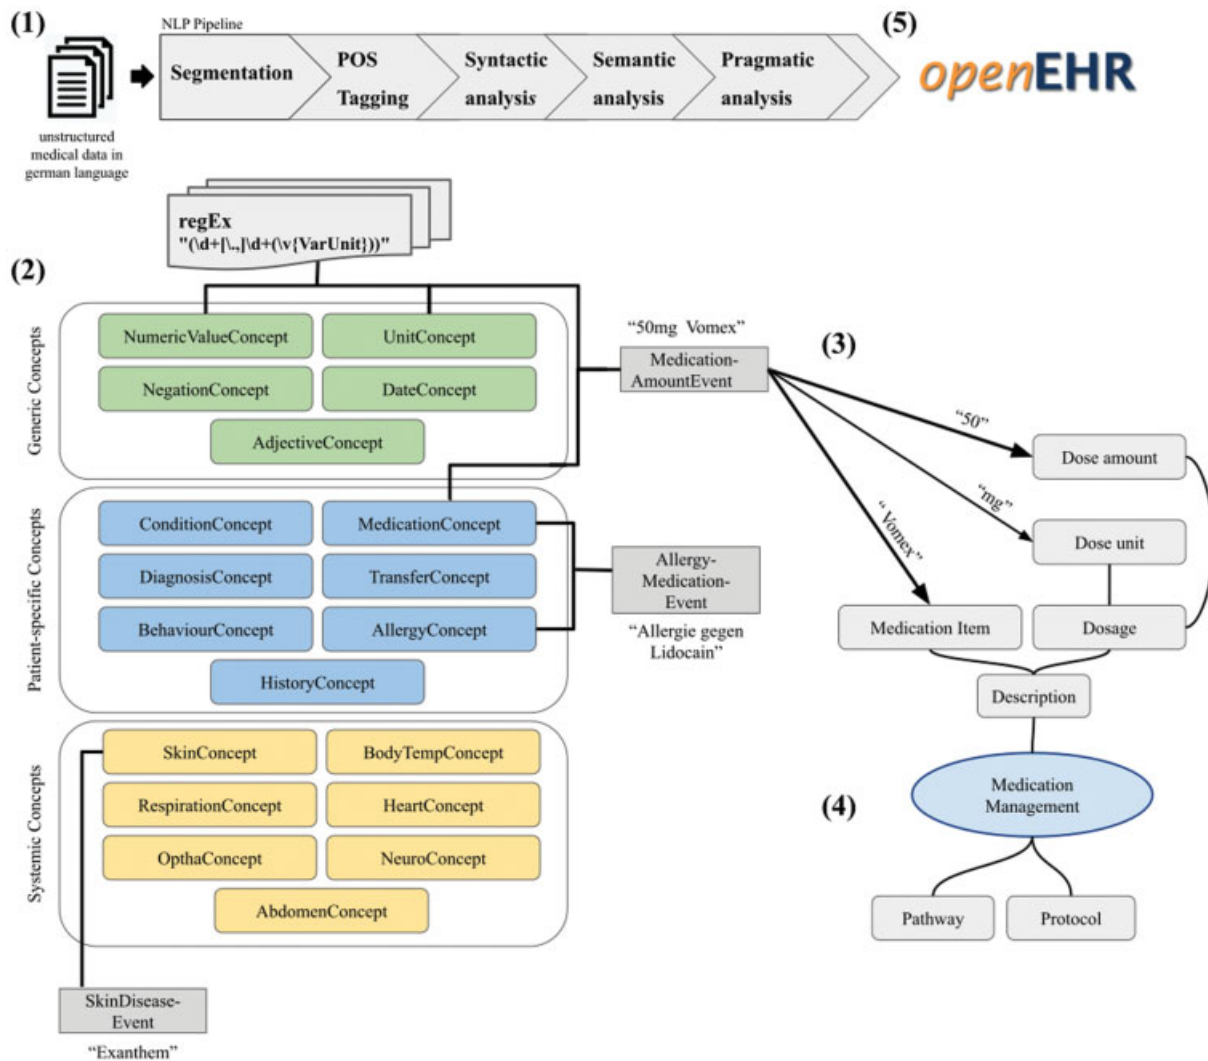 (1)
NLP Pipeline
(5)
Segmentation
POS
Tagging
Syntactic
analysis
Semantic
analysis
Pragmatic
analysis
openEHR
unstructured
medical data in
german language
regEx
"(\d+[\.,]\d+(\v{VarUnit}))"
(2)
Generic Concepts
NumericValueConcept
UnitConcept
NegationConcept
DateConcept
AdjectiveConcept
“50mg Vomex”
Medication-
AmountEvent
(3)
“50”
“mg”
“Vomex”
Dose amount
Dose unit
Medication Item
Dosage
Description
Patient-specific Concepts
ConditionConcept
MedicationConcept
DiagnosisConcept
TransferConcept
BehaviourConcept
AllergyConcept
HistoryConcept
Allergy-
Medication-
Event
“Allergie gegen
Lidocain”
Systemic Concepts
SkinConcept
BodyTempConcept
RespirationConcept
HeartConcept
OpthaConcept
NeuroConcept
AbdomenConcept
(4)
Medication
Management
Pathway
Protocol
SkinDisease-
Event
“Exanthem”